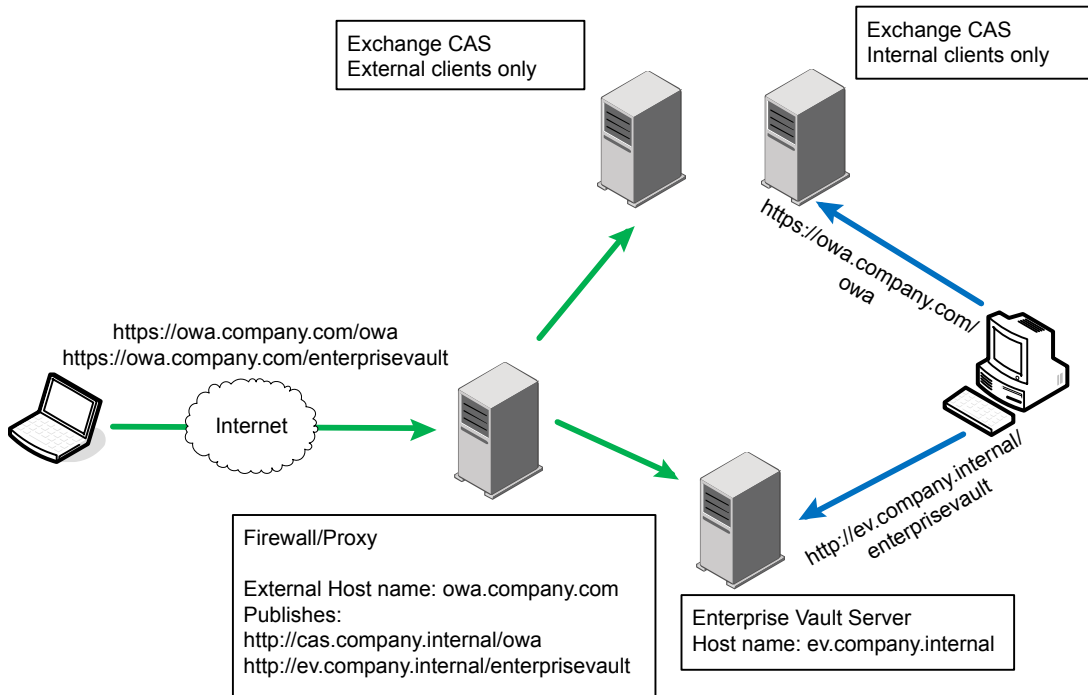 Exchange CAS
External clients only
Exchange CAS
Internal clients only
https://owa.company.com/
owa
https://owa.company.com/owa
https://owa.company.com/enterprisevault
Internet
http://ev.company.internal/
enterprisevault
Firewall/Proxy
External Host name: owa.company.com
Publishes:
http://cas.company.internal/owa
http://ev.company.internal/enterprisevault
Enterprise Vault Server
Host name: ev.company.internal